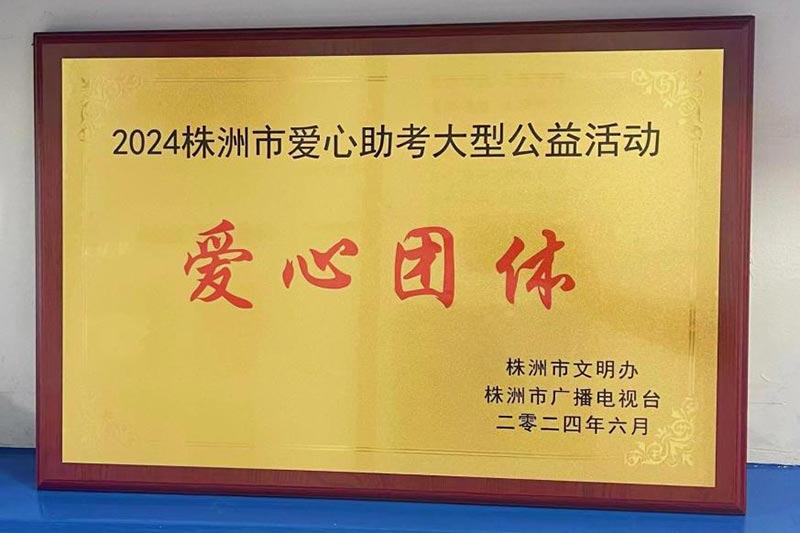 2024株洲市爱心助考大型公益活动
爱心团体
株洲市文明办
株洲市广播电视台
二零二四年六月